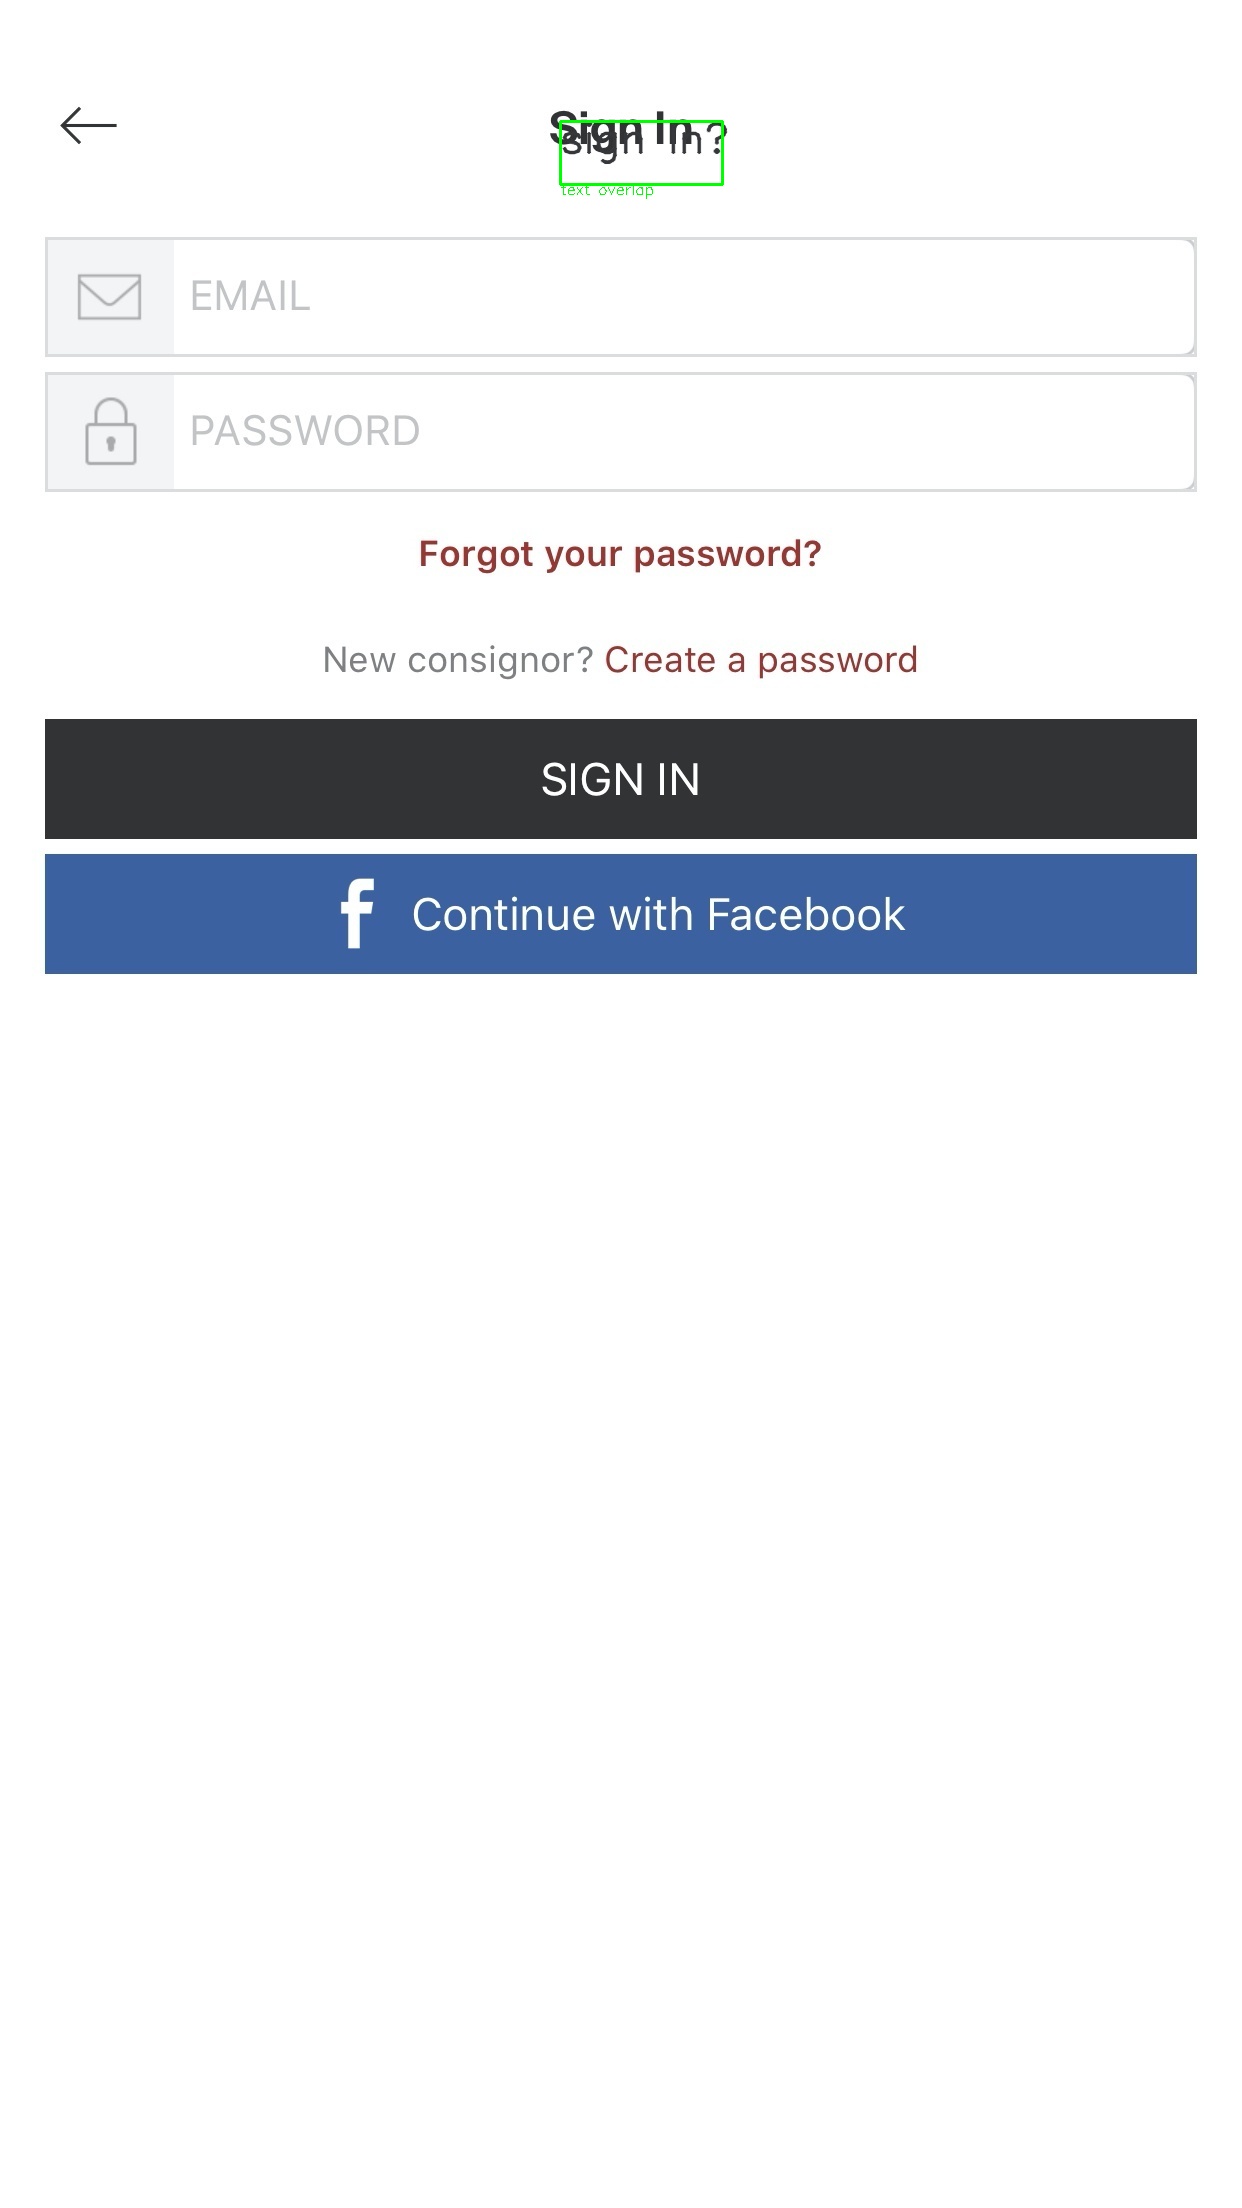 Sign In
sign in?
text overlap
EMAIL
PASSWORD
Forgot your password?
New consignor? Create a password
SIGN IN
f Continue with Facebook